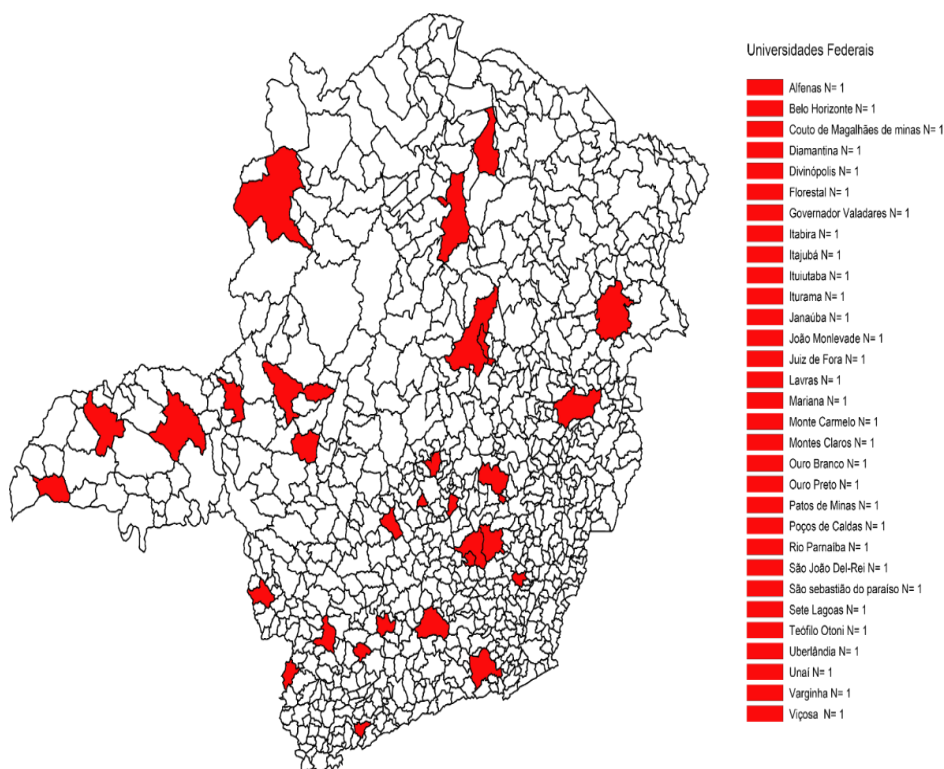 Universidades Federais
Alfenas N= 1
Belo Horizonte N= 1
Couto de Magalhães de minas N= 1
Diamantina N= 1
Divinópolis N= 1
Florestal N= 1
Governador Valadares N= 1
Itabira N= 1
Itajubá N= 1
Ituiutaba N= 1
Iturama N= 1
Janaúba N= 1
João Monlevade N= 1
Juiz de Fora N= 1
Lavras N= 1
Mariana N= 1
Monte Carmelo N= 1
Montes Claros N= 1
Ouro Branco N= 1
Ouro Preto N= 1
Patos de Minas N= 1
Poços de Caldas N= 1
Rio Parnaíba N= 1
São João Del-Rei N= 1
São sebastião do paraíso N= 1
Sete Lagoas N= 1
Teófilo Otoni N= 1
Uberlândia N= 1
Unaí N= 1
Varginha N= 1
Viçosa N= 1